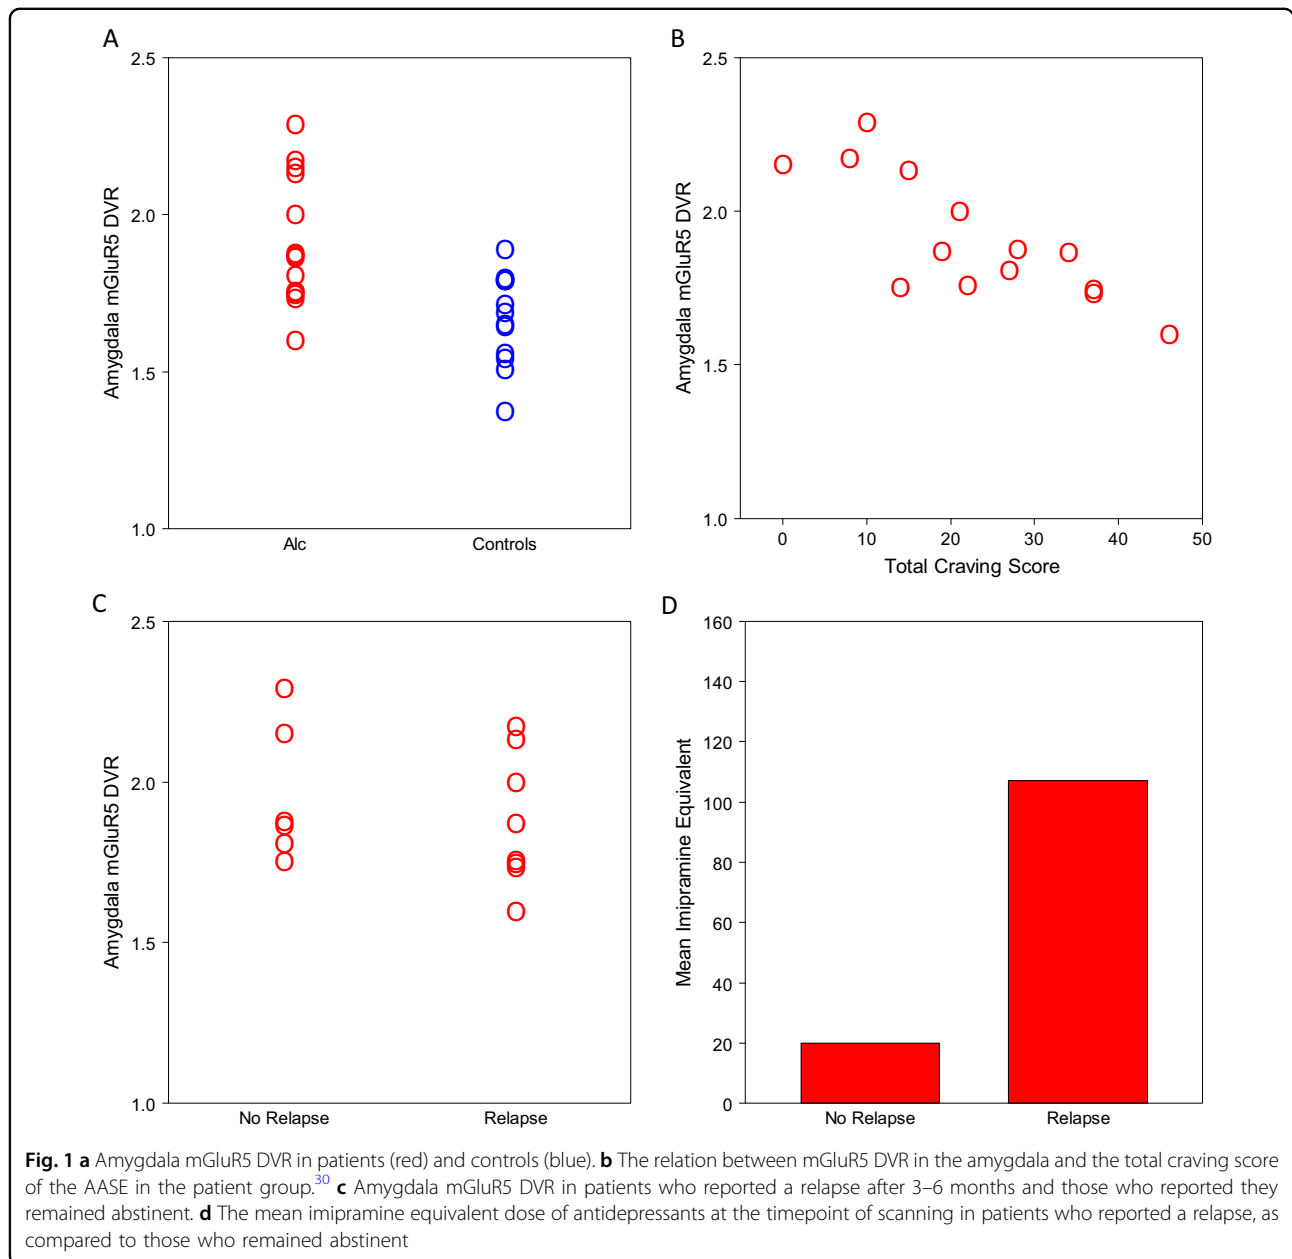 A
2.5
2.0
1.5
1.0
Amygdala mGluR5 DVR
Alc Controls
B
2.5
2.0
1.5
1.0
Amygdala mGluR5 DVR
0 10 20 30 40 50
Total Craving Score
C
2.5
2.0
1.5
1.0
Amygdala mGluR5 DVR
No Relapse Relapse
D
160
140
120
100
80
60
40
20
0
Mean Imipramine Equivalent
No Relapse Relapse
Fig. 1 a Amygdala mGluR5 DVR in patients (red) and controls (blue). b The relation between mGluR5 DVR in the amygdala and the total craving score
of the AASE in the patient group.30 c Amygdala mGluR5 DVR in patients who reported a relapse after 3–6 months and those who reported they
remained abstinent. d The mean imipramine equivalent dose of antidepressants at the timepoint of scanning in patients who reported a relapse, as
compared to those who remained abstinent